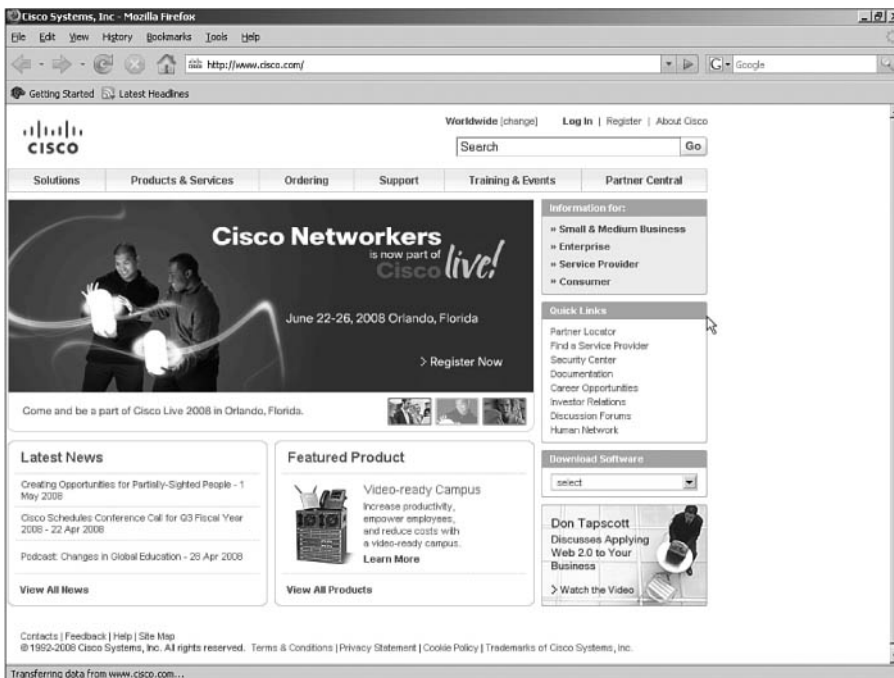 Cisco Systems, Inc - Mozilla Firefox
File Edit View History Bookmarks Tools Help
http://www.cisco.com/
Google
Getting Started Latest Headlines
Worldwide [change] Log In | Register | About Cisco
CISCO
Search Go
Solutions Products & Services Ordering Support Training & Events Partner Central
Cisco Networkers
is now part of
Cisco live!
June 22-26, 2008 Orlando, Florida
> Register Now
Come and be a part of Cisco Live 2008 in Orlando, Florida.
Information for:
» Small & Medium Business
» Enterprise
» Service Provider
» Consumer
Quick Links
Partner Locator
Find a Service Provider
Security Center
Documentation
Career Opportunities
Investor Relations
Discussion Forums
Human Network
Latest News
Creating Opportunities for Partially-Sighted People - 1
May 2008
Cisco Schedules Conference Call for Q3 Fiscal Year
2008 - 22 Apr 2008
Podcast: Changes in Global Education - 28 Apr 2008
View All News
Featured Product
Video-ready Campus
Increase productivity,
empower employees,
and reduce costs with
a video-ready campus.
Learn More
View All Products
Download Software
select
Don Tapscott
Discusses Applying
Web 2.0 to Your
Business
> Watch the Video
Contacts | Feedback | Help | Site Map
© 1992-2008 Cisco Systems, Inc. All rights reserved. Terms & Conditions | Privacy Statement | Cookie Policy | Trademarks of Cisco Systems, Inc.
Transferring data from www.cisco.com...